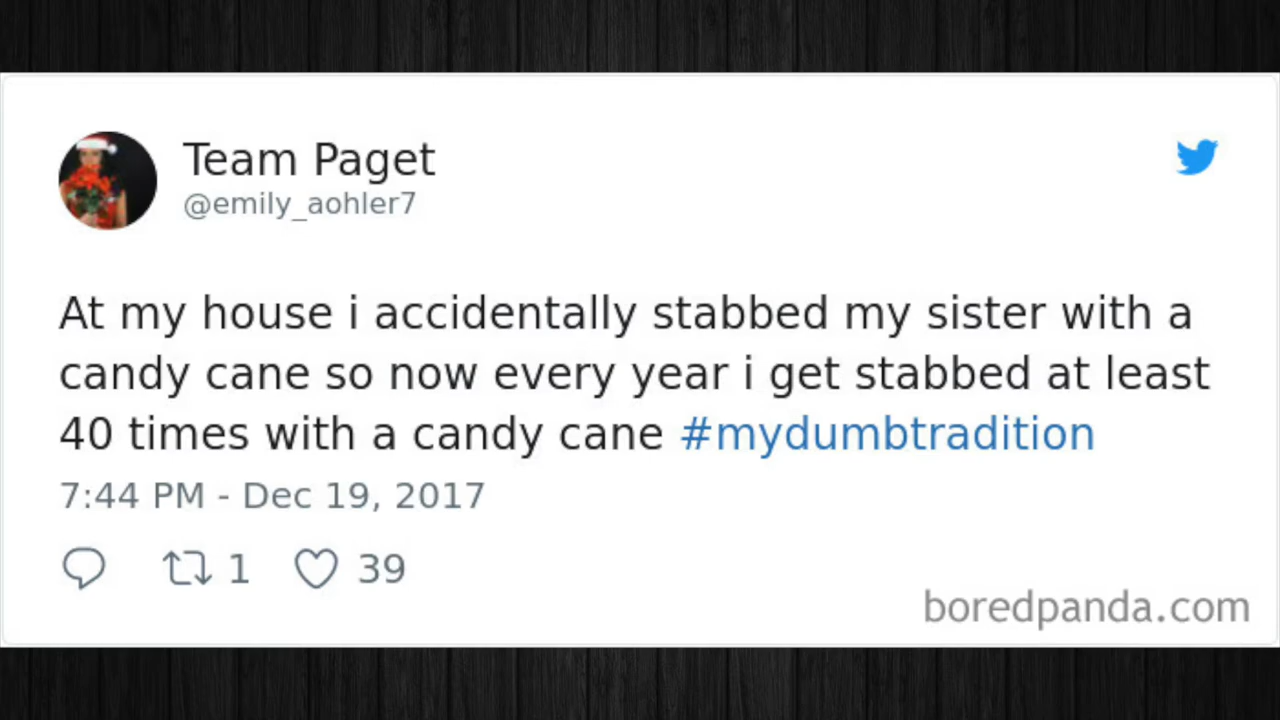 Team Paget
@emily_aohler7
At my house i accidentally stabbed my sister with a
candy cane so now every year i get stabbed at least
40 times with a candy cane #mydumbtradition
7:44 PM - Dec 19, 2017
1 39
boredpanda.com